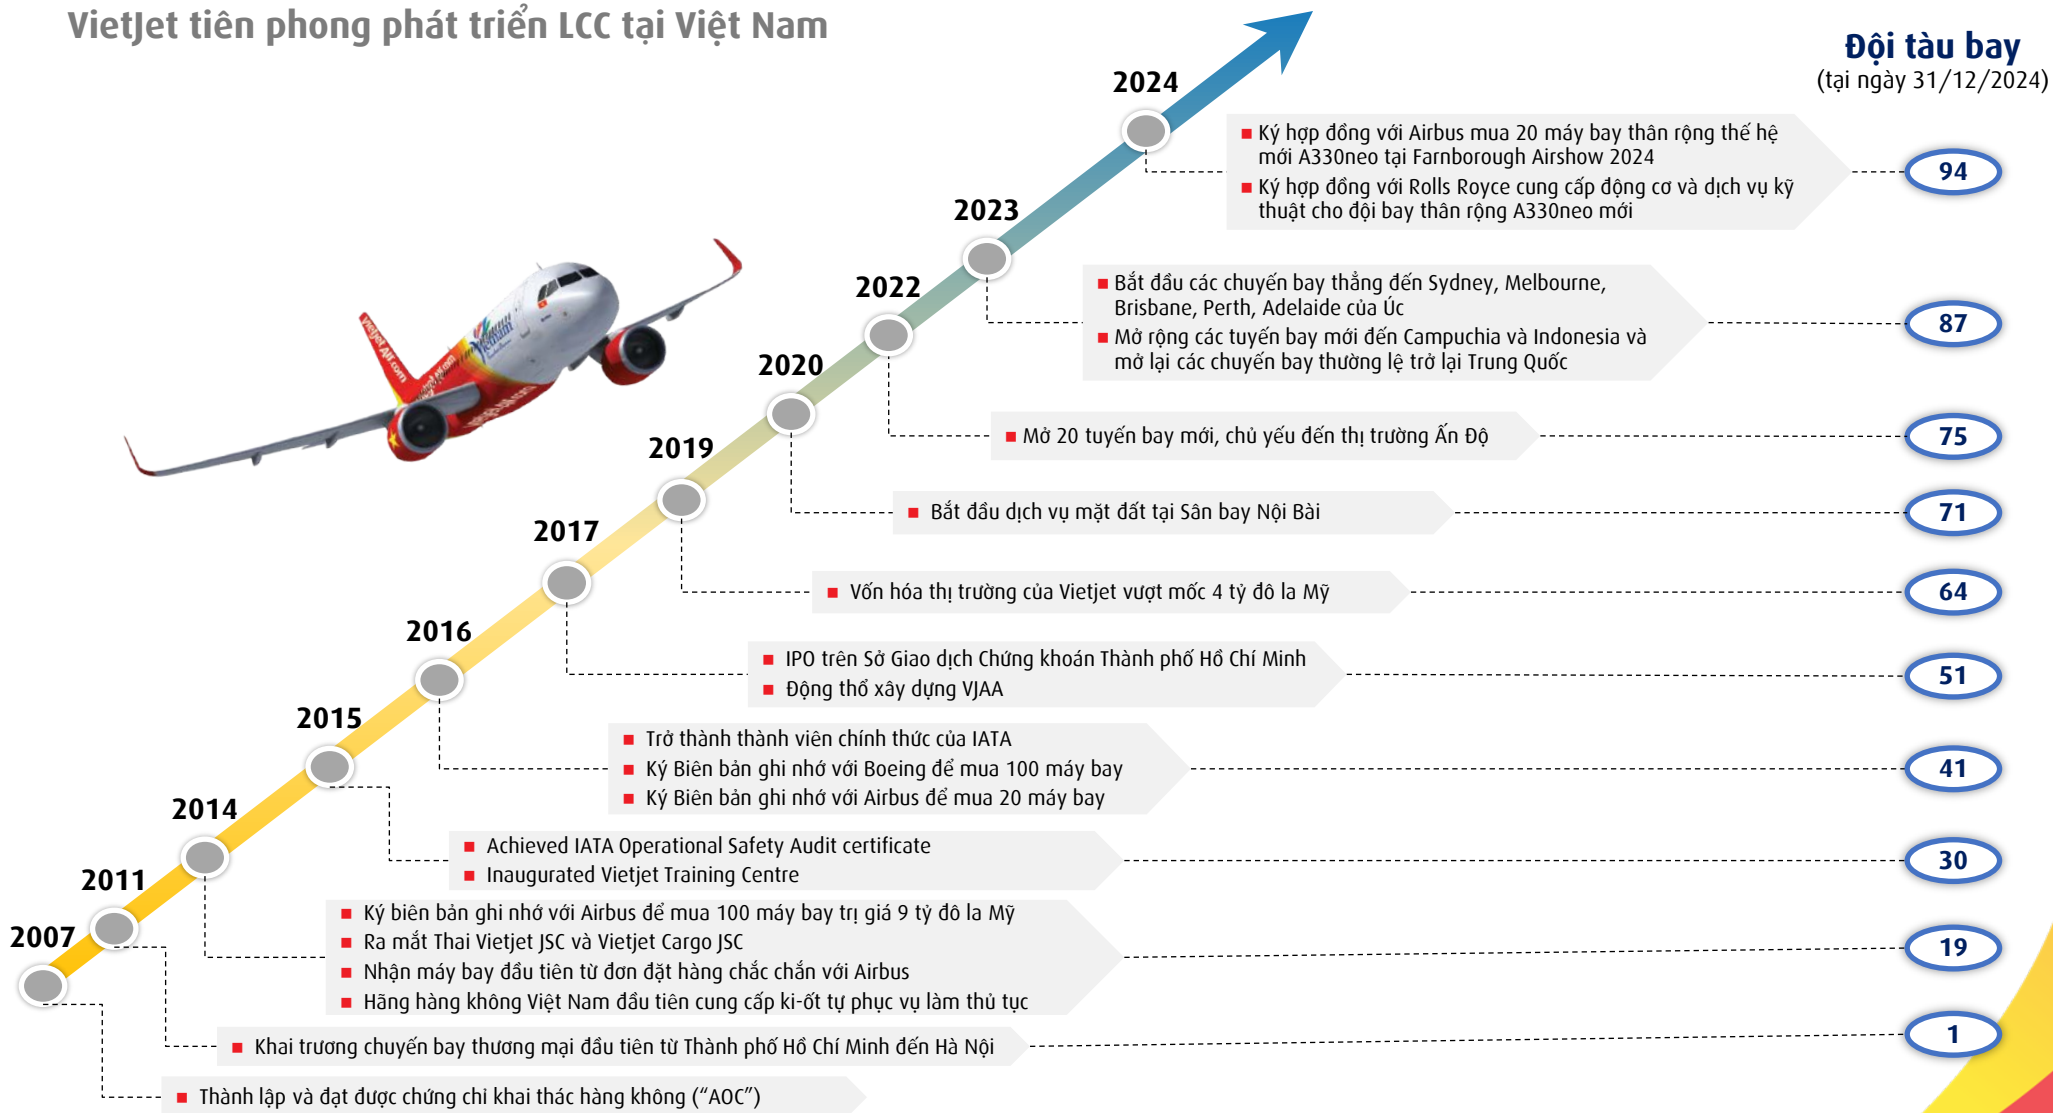 VietJet tiên phong phát triển LCC tại Việt Nam
Đội tàu bay
(tại ngày 31/12/2024)
2024
Ký hợp đồng với Airbus mua 20 máy bay thân rộng thế hệ
mới A330neo tại Farnborough Airshow 2024
Ký hợp đồng với Rolls Royce cung cấp động cơ và dịch vụ kỹ
thuật cho đội bay thân rộng A330neo mới
94
2023
Bắt đầu các chuyến bay thẳng đến Sydney, Melbourne,
Brisbane, Perth, Adelaide của Úc
Mở rộng các tuyến bay mới đến Campuchia và Indonesia và
mở lại các chuyến bay thường lệ trở lại Trung Quốc
87
2022
Mở 20 tuyến bay mới, chủ yếu đến thị trường Ấn Độ
75
2020
Bắt đầu dịch vụ mặt đất tại Sân bay Nội Bài
71
2019
Vốn hóa thị trường của Vietjet vượt mốc 4 tỷ đô la Mỹ
64
2017
IPO trên Sở Giao dịch Chứng khoán Thành phố Hồ Chí Minh
Động thổ xây dựng VJAA
51
2016
Trở thành thành viên chính thức của IATA
Ký Biên bản ghi nhớ với Boeing để mua 100 máy bay
Ký Biên bản ghi nhớ với Airbus để mua 20 máy bay
41
2015
Achieved IATA Operational Safety Audit certificate
Inaugurated Vietjet Training Centre
30
2014
Ký biên bản ghi nhớ với Airbus để mua 100 máy bay trị giá 9 tỷ đô la Mỹ
Ra mắt Thai Vietjet JSC và Vietjet Cargo JSC
Nhận máy bay đầu tiên từ đơn đặt hàng chắc chắn với Airbus
Hãng hàng không Việt Nam đầu tiên cung cấp ki-ốt tự phục vụ làm thủ tục
19
2011
Khai trương chuyến bay thương mại đầu tiên từ Thành phố Hồ Chí Minh đến Hà Nội
1
2007
Thành lập và đạt được chứng chỉ khai thác hàng không (“AOC”)
vietjetAir.com
Vietnam